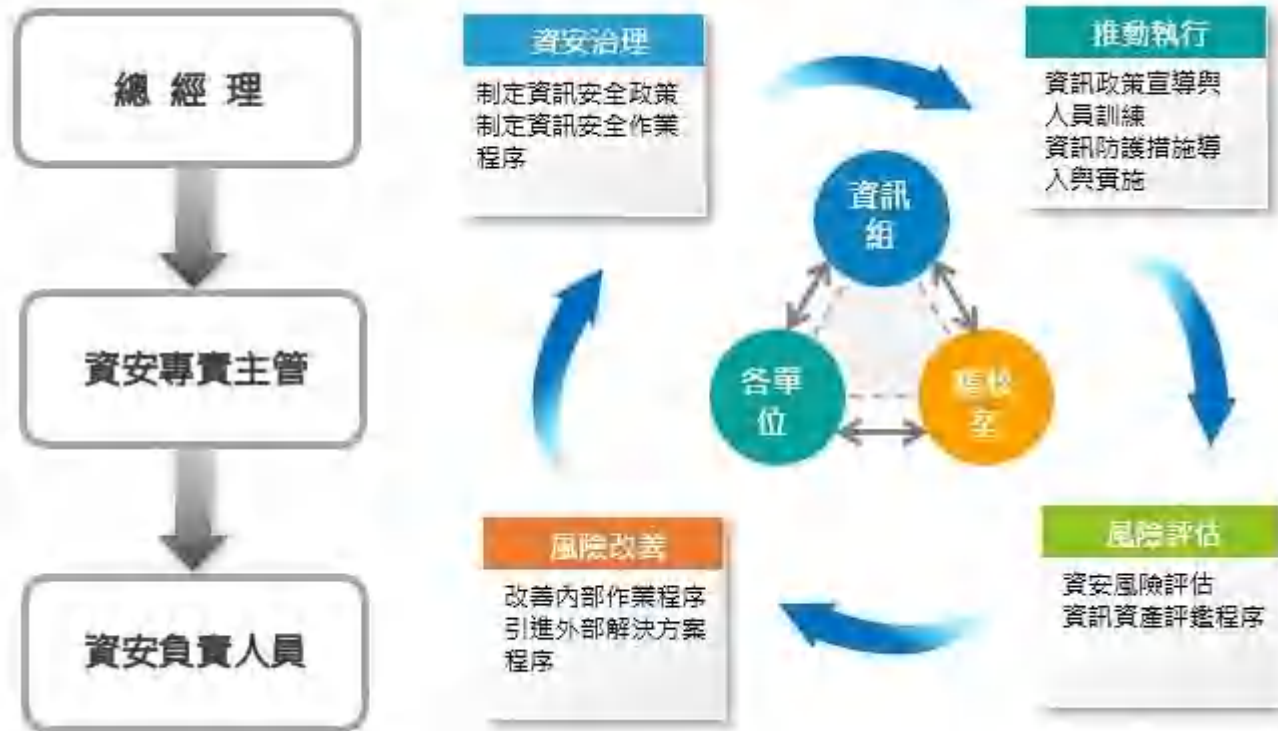 總 經 理
資安專責主管
資安負責人員
資安治理
制定資訊安全政策
制定資訊安全作業
程序
推動執行
資訊政策宣導與
人員訓練
資訊防護措施導
入與實施
資訊
組
各單
位
風險改善
改善內部作業程序
引進外部解決方案
程序
風險評估
資安風險評估
資訊資產評鑑程序